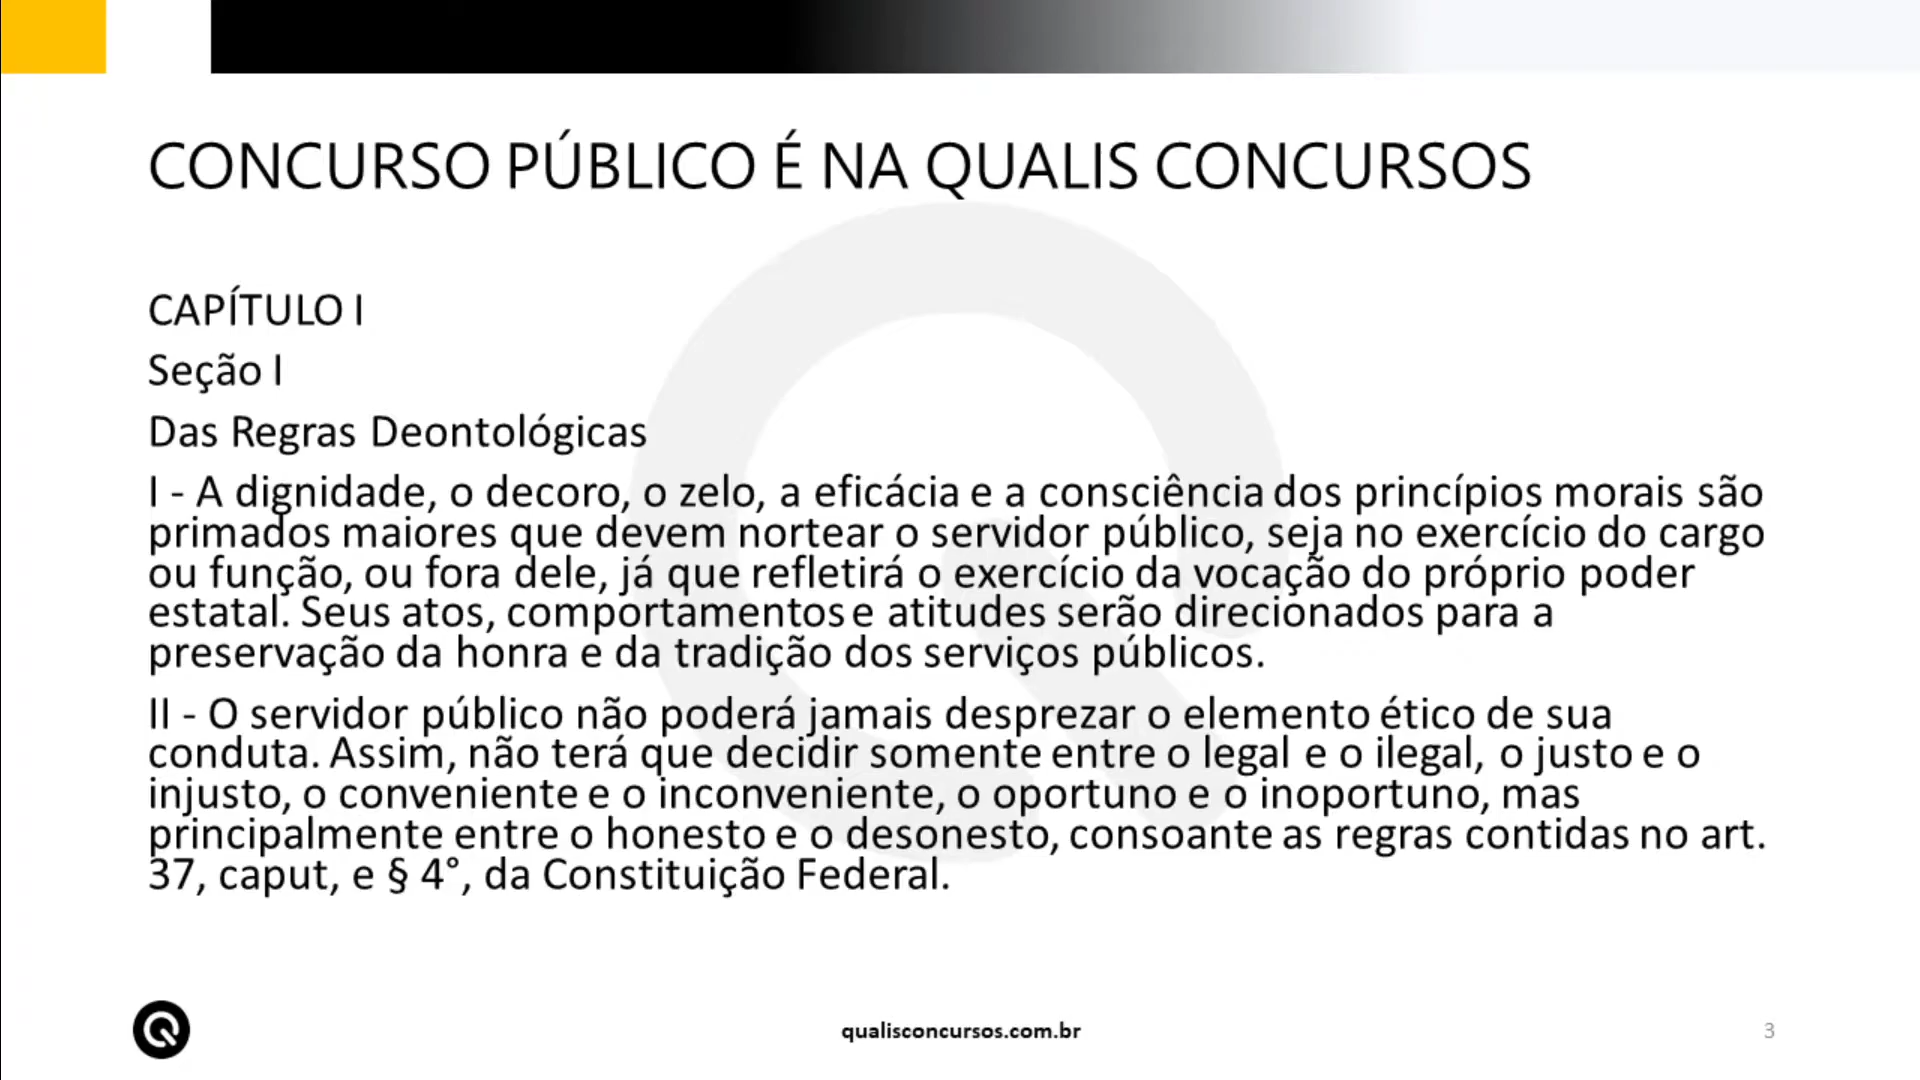 CONCURSO PÚBLICO É NA QUALIS CONCURSOS
CAPÍTULO I
Seção I
Das Regras Deontológicas
I - A dignidade, o decoro, o zelo, a eficácia e a consciência dos princípios morais são
primados maiores que devem nortear o servidor público, seja no exercício do cargo
ou função, ou fora dele, já que refletirá o exercício da vocação do próprio poder
estatal. Seus atos, comportamentos e atitudes serão direcionados para a
preservação da honra e da tradição dos serviços públicos.
II - O servidor público não poderá jamais desprezar o elemento ético de sua
conduta. Assim, não terá que decidir somente entre o legal e o ilegal, o justo e o
injusto, o conveniente e o inconveniente, o oportuno e o inoportuno, mas
principalmente entre o honesto e o desonesto, consoante as regras contidas no art.
37, caput, e § 4°, da Constituição Federal.
qualisconcursos.com.br
3